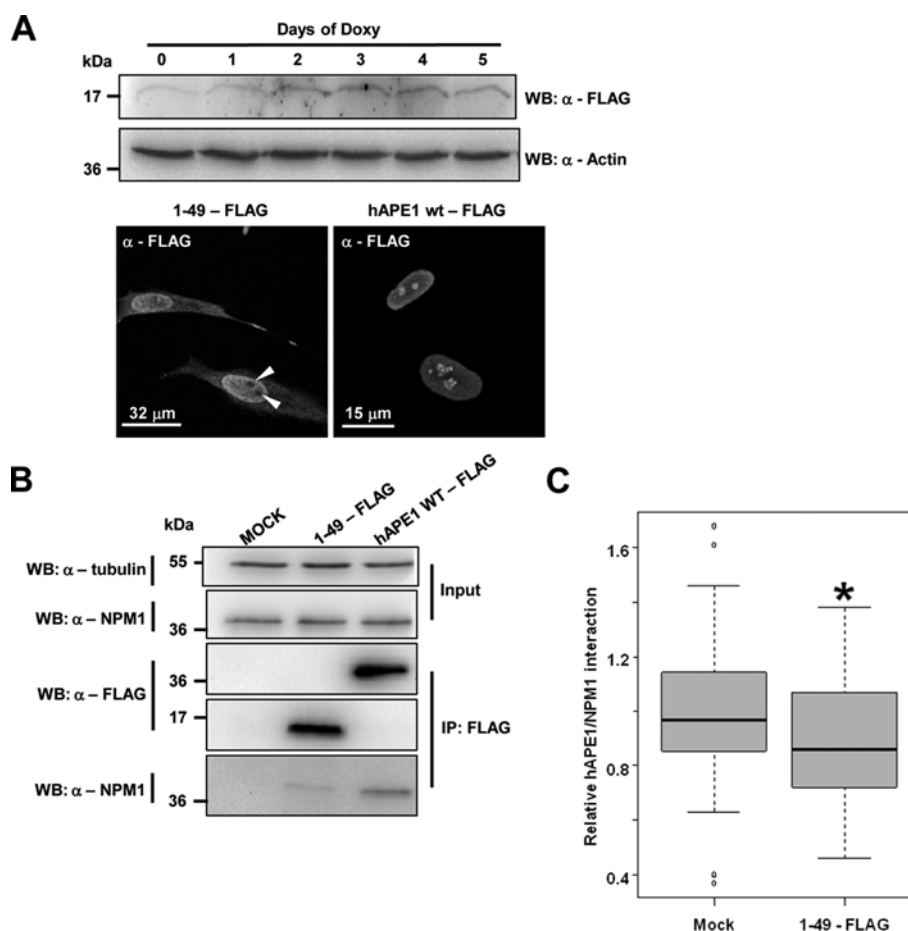 A
Days of Doxy
kDa 0 1 2 3 4 5
17 WB: α - FLAG
36 WB: α - Actin
1-49 – FLAG hAPE1 wt – FLAG
α - FLAG α - FLAG
32 μm 15 μm
B
kDa MOCK 1-49 – FLAG hAPE1 WT – FLAG
WB: α – tubulin 55
Input
WB: α – NPM1 36
WB: α – FLAG 36
17 IP: FLAG
WB: α – NPM1 36
C
Relative hAPE1/NPM1 interaction
1.6
*
1.2
0.8
0.4
Mock 1-49 - FLAG